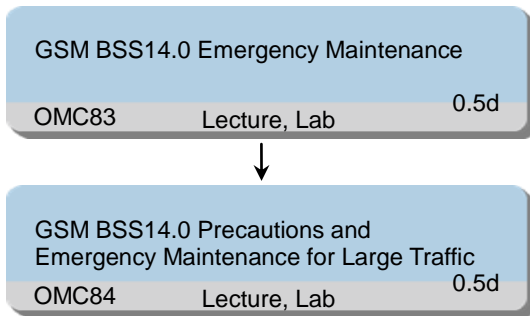 GSM BSS14.0 Emergency Maintenance
0.5d
OMC83 Lecture, Lab
GSM BSS14.0 Precautions and
Emergency Maintenance for Large Traffic
0.5d
OMC84 Lecture, Lab